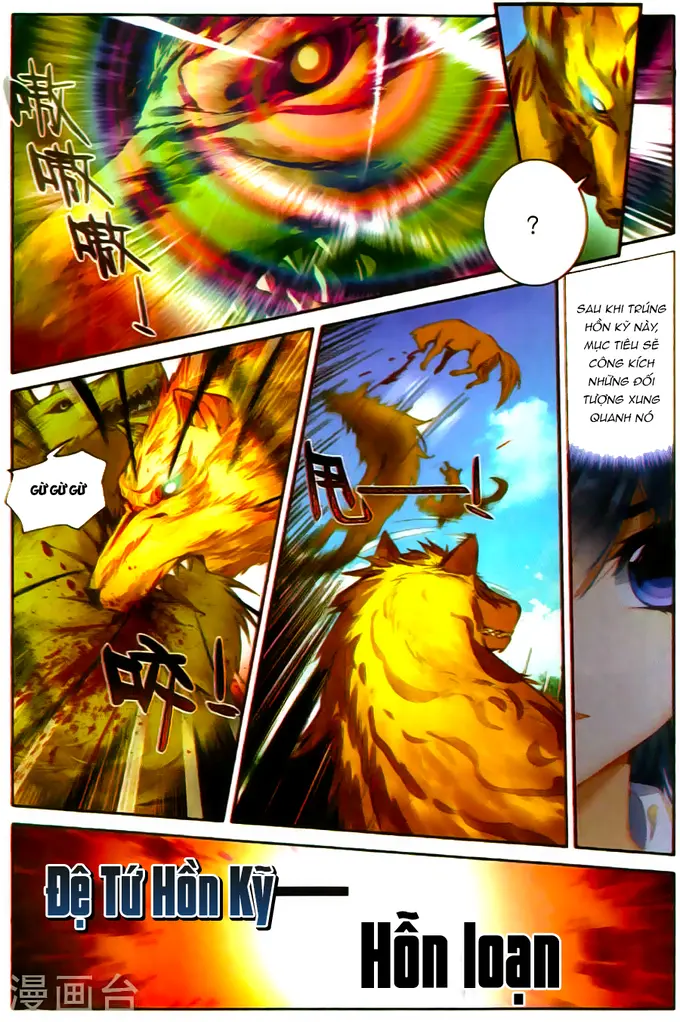 嗷
嗷
嗷
!
?
SAU KHI TRÚNG
HỒN KỸ NÀY,
MỤC TIÊU SẼ
CÔNG KÍCH
NHỮNG ĐỐI
TƯỢNG XUNG
QUANH NÓ
GỪ GỪ GỪ
甩—!
Đệ Tứ Hồn Kỹ—
Hỗn loạn
漫画台